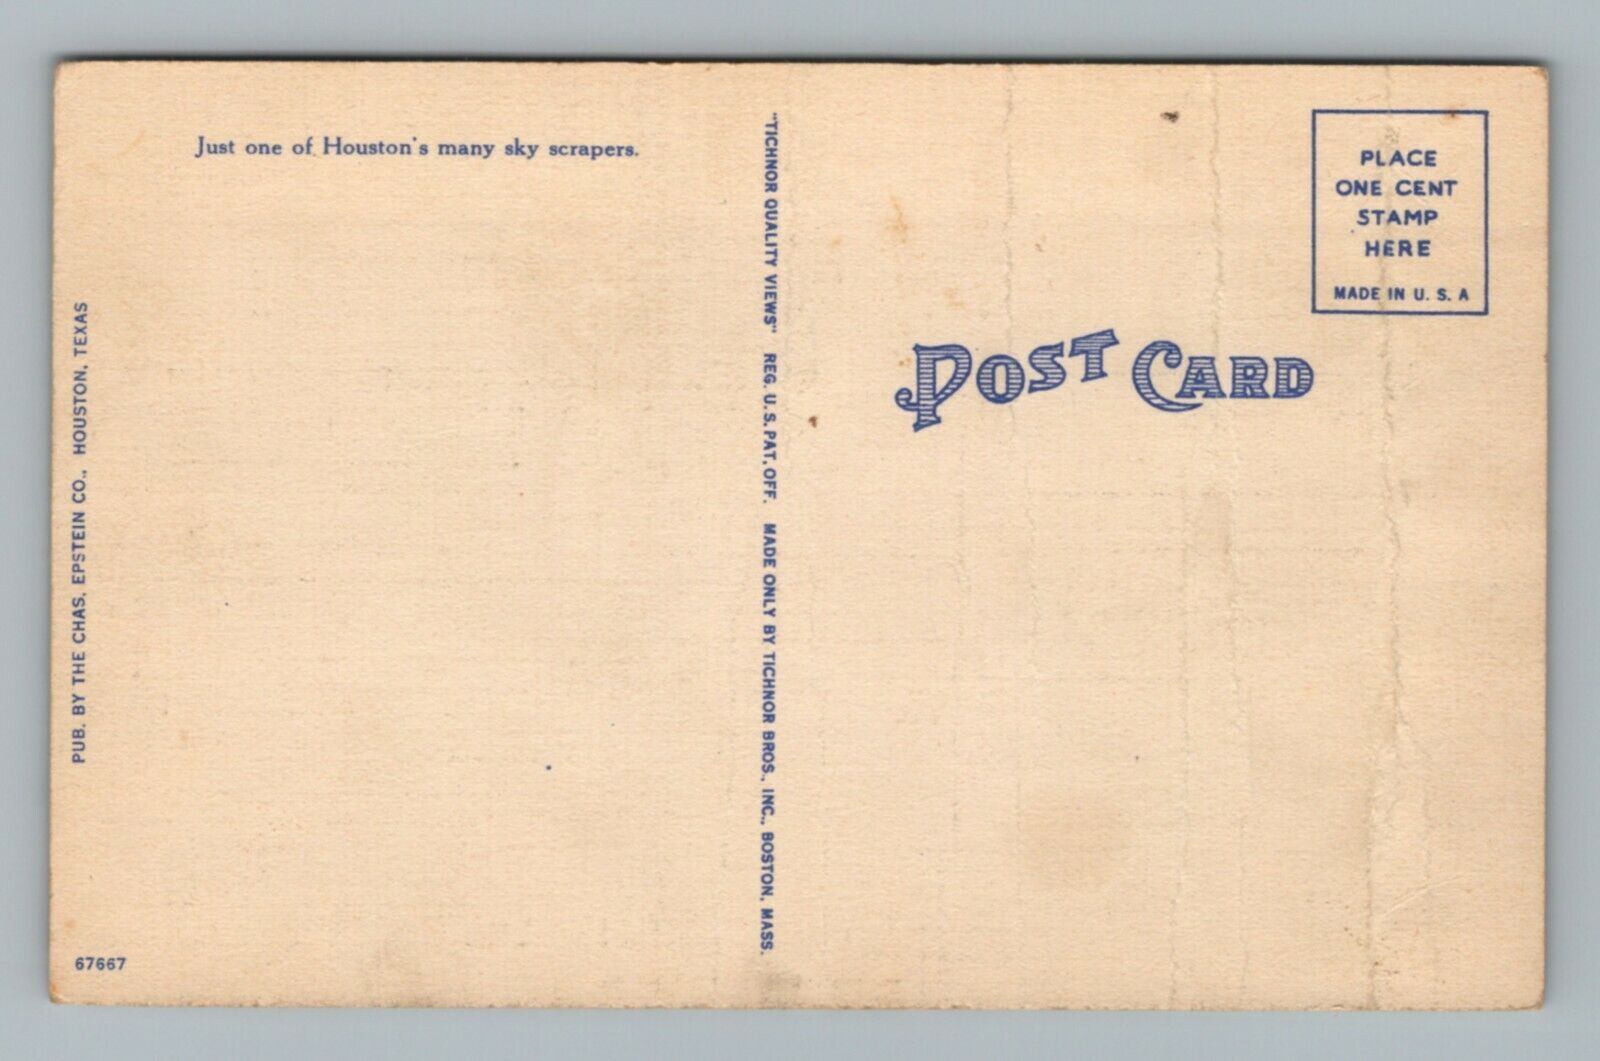 Just one of Houston's many sky scrapers.
PUB. BY THE CHAS. EPSTEIN CO., HOUSTON, TEXAS
67667
"TICHNOR QUALITY VIEWS" REG. U. S. PAT. OFF. MADE ONLY BY TICHNOR BROS., INC., BOSTON, MASS.
PLACE
ONE CENT
STAMP
HERE
MADE IN U. S. A
POST CARD